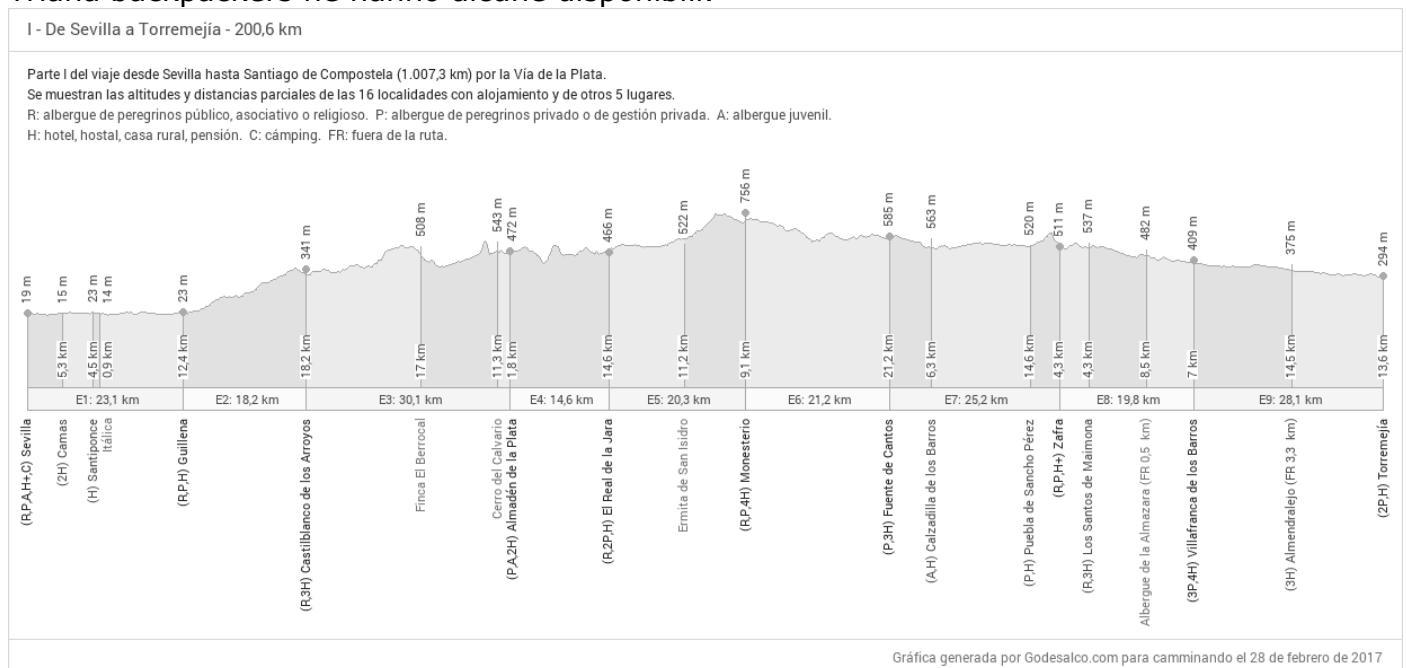 Triana backpackers ne hanno alcune disponibili.
I - De Sevilla a Torremejía - 200,6 km
Parte I del viaje desde Sevilla hasta Santiago de Compostela (1.007,3 km) por la Vía de la Plata.
Se muestran las altitudes y distancias parciales de las 16 localidades con alojamiento y de otros 5 lugares.
R: albergue de peregrinos público, asociativo o religioso. P: albergue de peregrinos privado o de gestión privada. A: albergue juvenil.
H: hotel, hostal, casa rural, pensión. C: cámping. FR: fuera de la ruta.
19 m
15 m
23 m
14 m
23 m
341 m
508 m
543 m
472 m
466 m
522 m
756 m
585 m
563 m
520 m
511 m
537 m
482 m
409 m
375 m
294 m
5,3 km
4,5 km
0,9 km
12,4 km
18,2 km
17 km
11,3 km
1,8 km
14,6 km
11,2 km
9,1 km
21,2 km
6,3 km
14,6 km
4,3 km
4,3 km
8,5 km
7 km
14,5 km
13,6 km
E1: 23,1 km
E2: 18,2 km
E3: 30,1 km
E4: 14,6 km
E5: 20,3 km
E6: 21,2 km
E7: 25,2 km
E8: 19,8 km
E9: 28,1 km
(R,P,A,H+,C) Sevilla
(2H) Camas
(H) Santiponce
Itálica
(R,P,H) Guillena
(R,3H) Castilblanco de los Arroyos
Finca El Berrocal
Cerro del Calvario
(P,A,2H) Almadén de la Plata
(R,2P,H) El Real de la Jara
Ermita de San Isidro
(R,P,4H) Monesterio
(P,3H) Fuente de Cantos
(A,H) Calzadilla de los Barros
(P,H) Puebla de Sancho Pérez
(R,P,H+) Zafra
(R,3H) Los Santos de Maimona
Albergue de la Almazara (FR 0,5 km)
(3P,4H) Villafranca de los Barros
(3H) Almendralejo (FR 3,3 km)
(2P,H) Torremejía
Gráfica generada por Godesalco.com para camminando el 28 de febrero de 2017